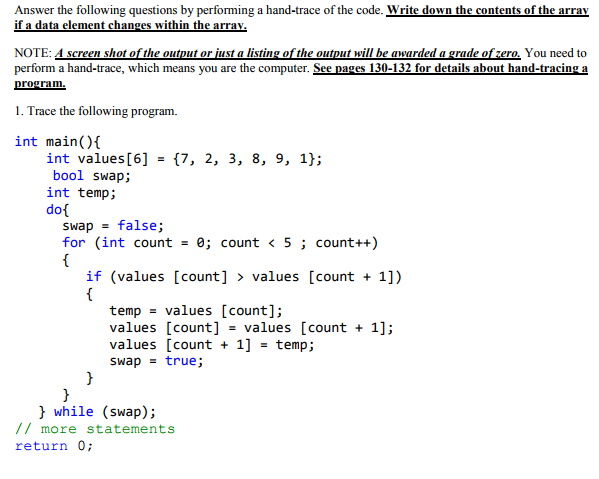 Answer the following questions by performing a hand-trace of the code. Write down the contents of the array
if a data element changes within the array.
NOTE: A screen shot of the output or just a listing of the output will be awarded a grade of zero. You need to
perform a hand-trace, which means you are the computer. See pages 130-132 for details about hand-tracing a
program.
1. Trace the following program.
int main(){
int values[6] = {7, 2, 3, 8, 9, 1};
bool swap;
int temp;
do{
swap = false;
for (int count = 0; count < 5 ; count++)
{
if (values [count] > values [count + 1])
{
temp = values [count];
values [count] = values [count + 1];
values [count + 1] = temp;
swap = true;
}
}
} while (swap);
// more statements
return 0;